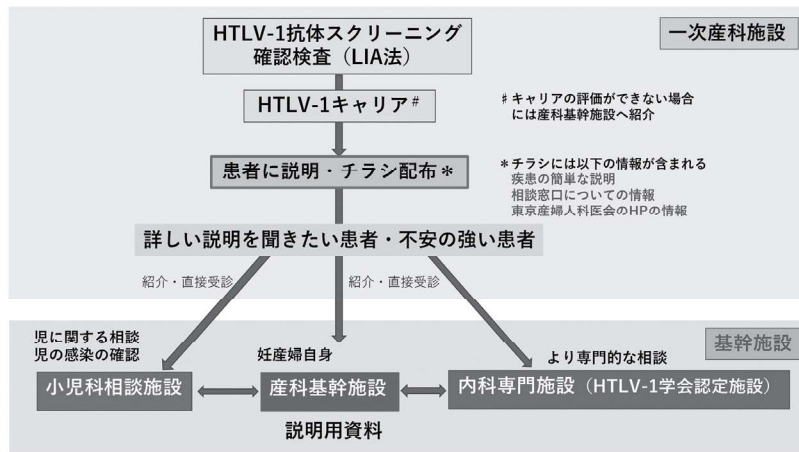 HTLV-1抗体スクリーニング
確認検査（LIA法）
一次産科施設
HTLV-1キャリア#
#キャリアの評価ができない場合
には産科基幹施設へ紹介
患者に説明・チラシ配布＊
＊チラシには以下の情報が含まれる
疾患の簡単な説明
相談窓口についての情報
東京産婦人科医会のHPの情報
詳しい説明を聞きたい患者・不安の強い患者
紹介・直接受診
紹介・直接受診
基幹施設
児に関する相談
児の感染の確認
妊産婦自身
より専門的な相談
小児科相談施設
産科基幹施設
内科専門施設（HTLV-1学会認定施設）
説明用資料